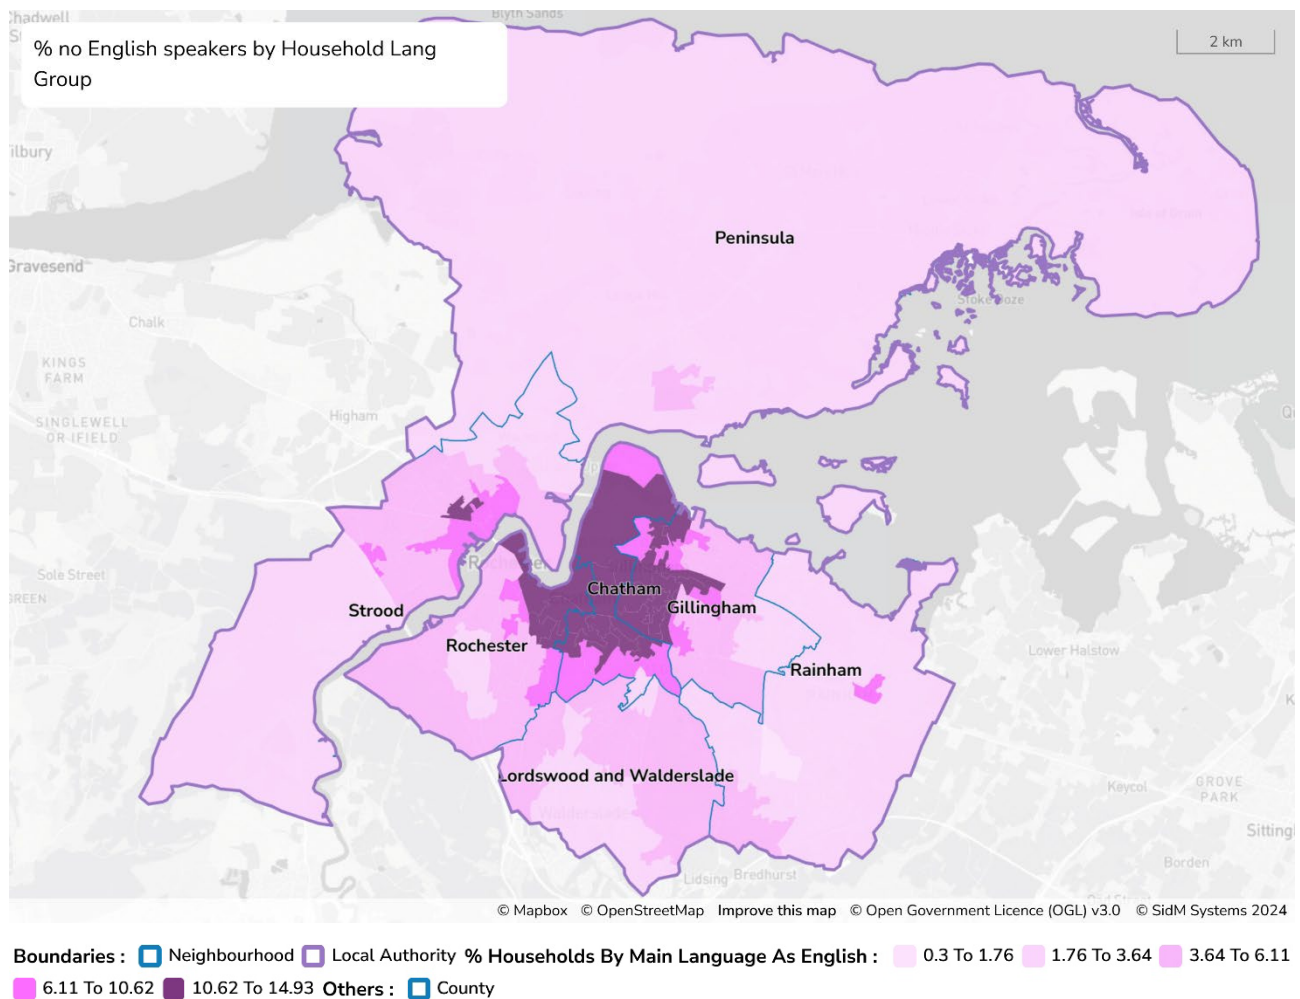 Blyth Sands
Chadwell
% no English speakers by Household Lang
Group
2 km
ilbury
Peninsula
Gravesend
Stoke Ooze
Chalk
KINGS
FARM
Higham
SINGLEWELL
OR IFIELD
Sole Street
GREEN
Chatham
Strood
Gillingham
Rochester
Lower Halstow
Rainham
Lordswood and Walderslade
Walderslade
Keycol
GROVE
PARK
Sitting
Borden
Lidsing
Bredhurst
© Mapbox © OpenStreetMap Improve this map © Open Government Licence (OGL) v3.0 © SidM Systems 2024
Boundaries : Neighbourhood Local Authority % Households By Main Language As English : 0.3 To 1.76 1.76 To 3.64 3.64 To 6.11
6.11 To 10.62 10.62 To 14.93 Others : County